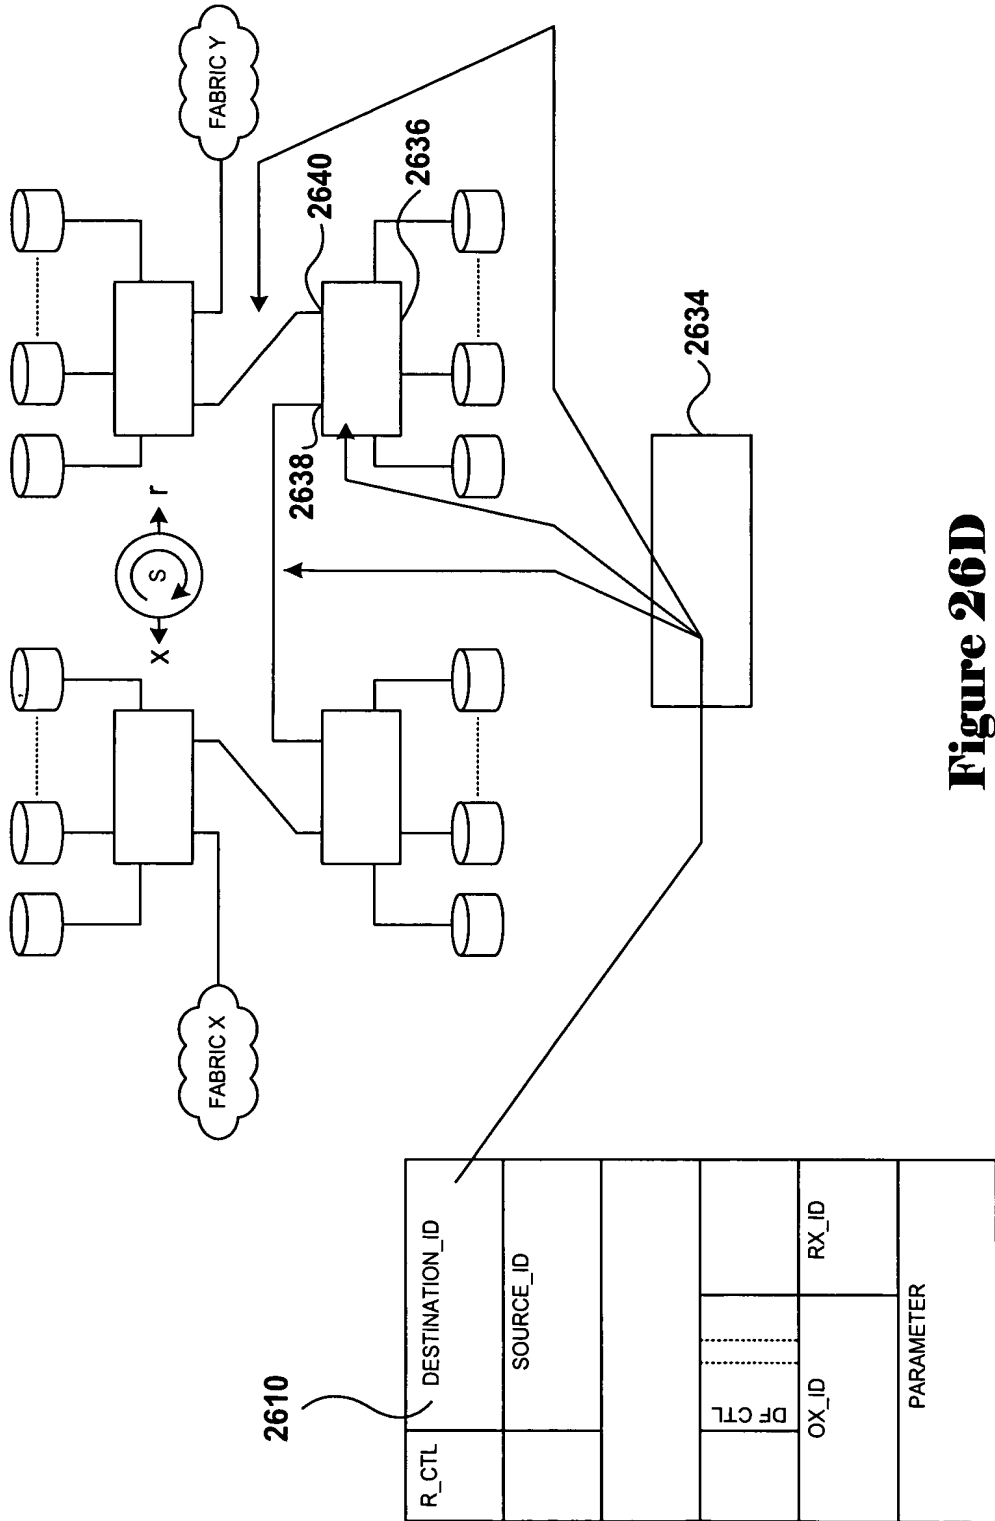 2610
R_CTL
DESTINATION_ID
SOURCE_ID
DF CTL
OX_ID
RX_ID
PARAMETER
FABRIC X
FABRIC Y
X
S
r
2638
2640
2636
2634
Figure 26D